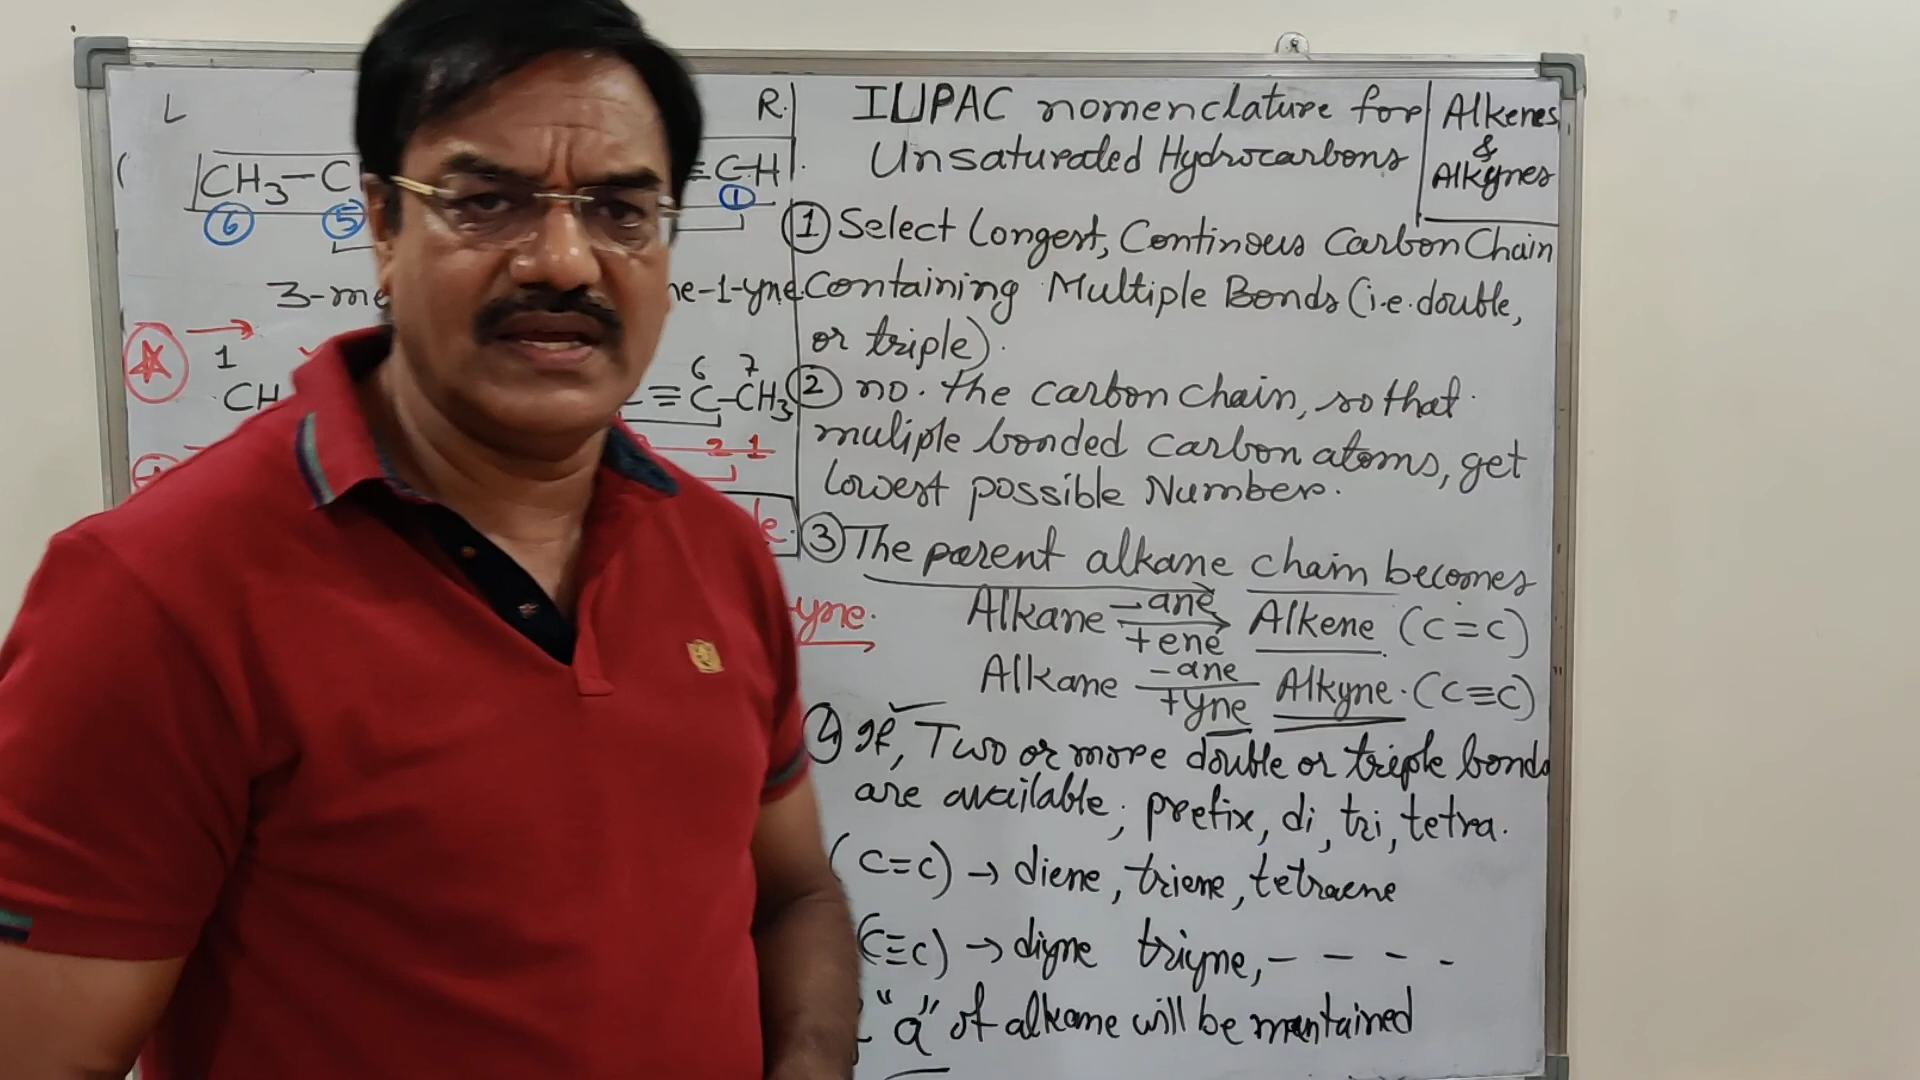 L
R.
CH₃-C
≡C-H
6
5
1
3-me
ne-1-yne
1
6 7
CH
≡C-CH₃
2 1
le.
-yne.
IUPAC nomenclature for
Unsaturaded Hydrocarbons
Alkenes
&
Alkynes
① Select Longest, Continous Carbon Chain
containing Multiple Bonds (i.e. double,
or triple).
② no. the carbon chain, so that
muliple bonded carbon atoms, get
lowest possible Number.
③ The parent alkane chain becomes
Alkane -ane +ene Alkene (C=C)
Alkane -ane +yne Alkyne. (C≡C)
④ If, Two or more double or triple bonds
are available, prefix, di, tri, tetra.
(C=C) → diene, triene, tetraene
(C≡C) → diyne triyne, - - - -
"a" of alkane will be mentained